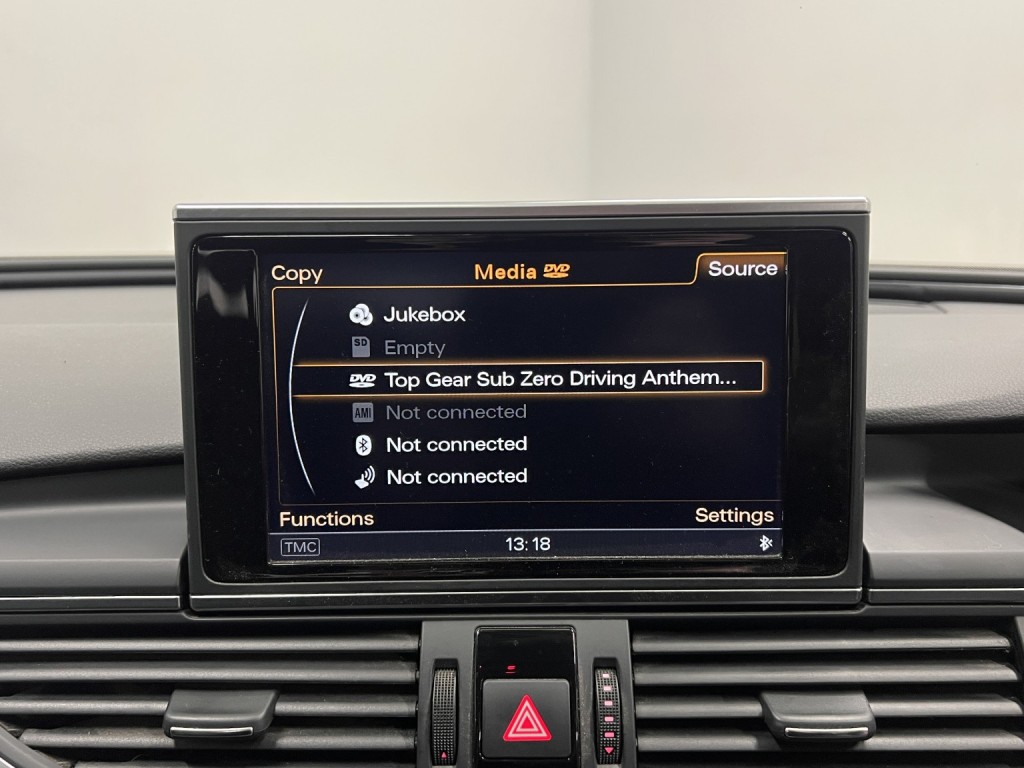 Copy
Media DVD
Source
Jukebox
SD Empty
DVD Top Gear Sub Zero Driving Anthem...
AMI Not connected
Not connected
Not connected
Functions
Settings
TMC
13:18